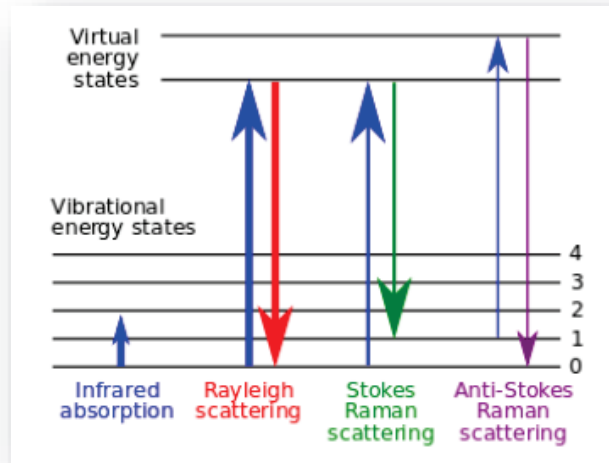 Virtual
energy
states
Vibrational
energy states
4
3
2
1
0
Infrared
absorption
Rayleigh
scattering
Stokes
Raman
scattering
Anti-Stokes
Raman
scattering